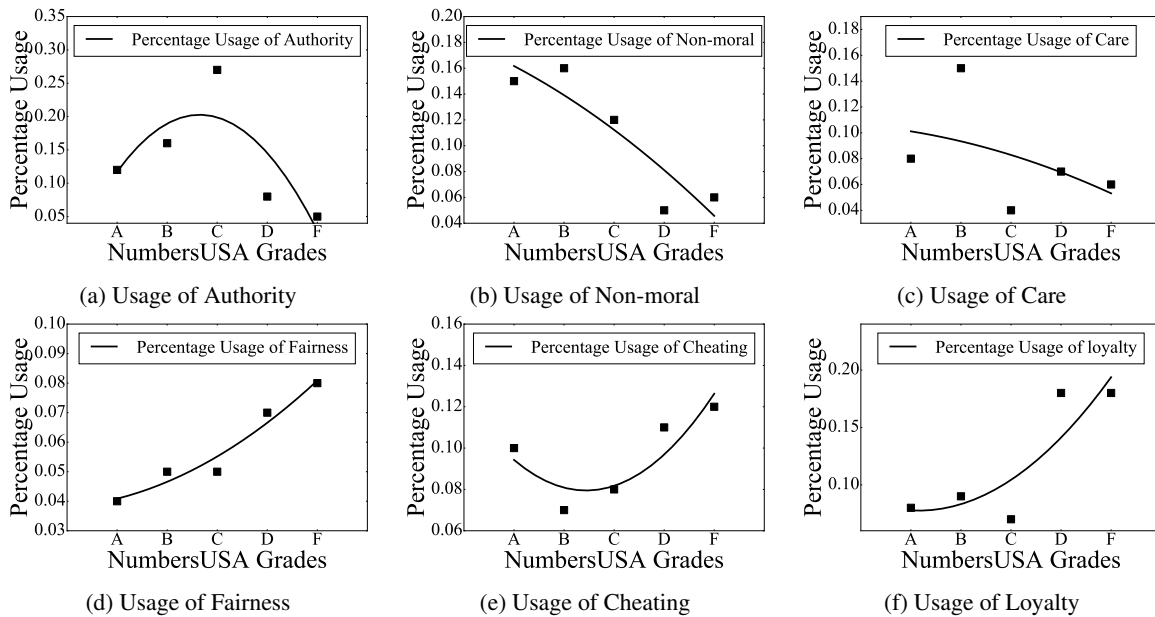 0.35
0.30
0.25
0.20
0.15
0.10
0.05
Percentage Usage
Percentage Usage of Authority
A B C D F
NumbersUSA Grades
(a) Usage of Authority
0.20
0.18
0.16
0.14
0.12
0.10
0.08
0.06
0.04
Percentage Usage
Percentage Usage of Non-moral
A B C D F
NumbersUSA Grades
(b) Usage of Non-moral
0.18
0.16
0.14
0.12
0.10
0.08
0.06
0.04
Percentage Usage
Percentage Usage of Care
A B C D F
NumbersUSA Grades
(c) Usage of Care
0.10
0.09
0.08
0.07
0.06
0.05
0.04
0.03
Percentage Usage
Percentage Usage of Fairness
A B C D F
NumbersUSA Grades
(d) Usage of Fairness
0.16
0.14
0.12
0.10
0.08
0.06
Percentage Usage
Percentage Usage of Cheating
A B C D F
NumbersUSA Grades
(e) Usage of Cheating
0.20
0.15
0.10
Percentage Usage
Percentage Usage of loyalty
A B C D F
NumbersUSA Grades
(f) Usage of Loyalty